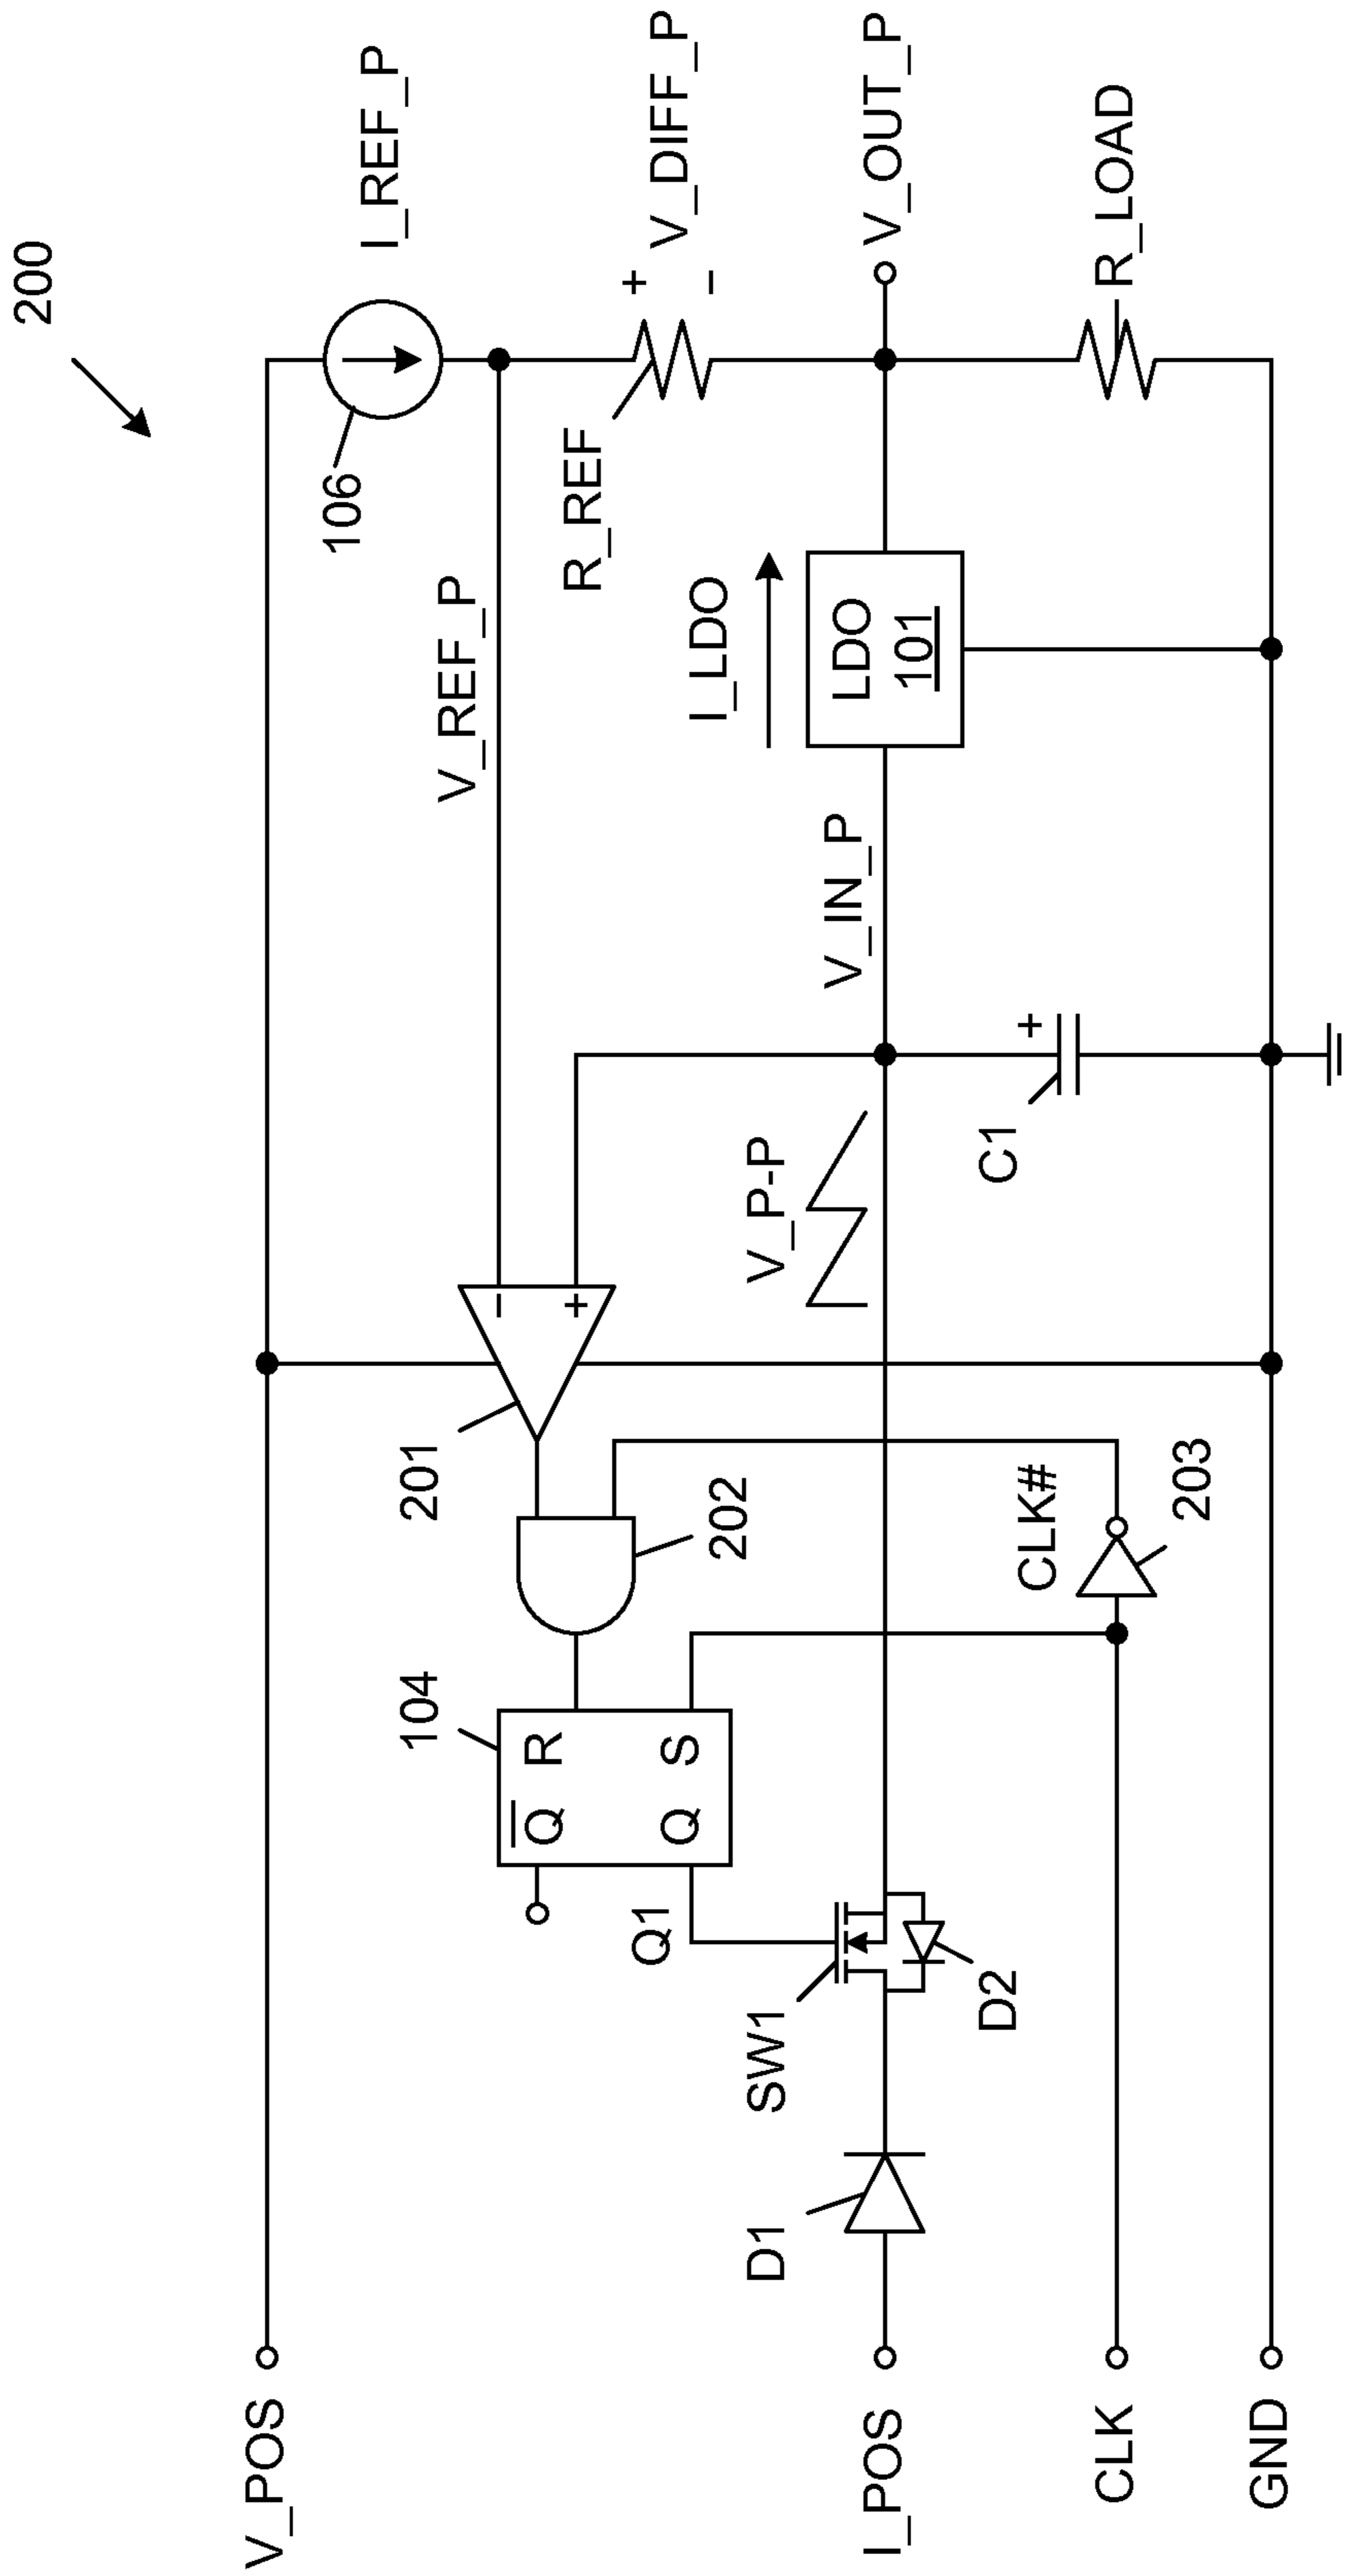 200
V_POS
I_REF_P
106
V_REF_P
R_REF
+
−
V_DIFF_P
201
−
+
202
104
R
Q
S
Q
Q1
I_LDO
LDO
101
V_IN_P
V_OUT_P
V_P-P
SW1
D2
D1
I_POS
C1
+
R_LOAD
CLK#
203
CLK
GND